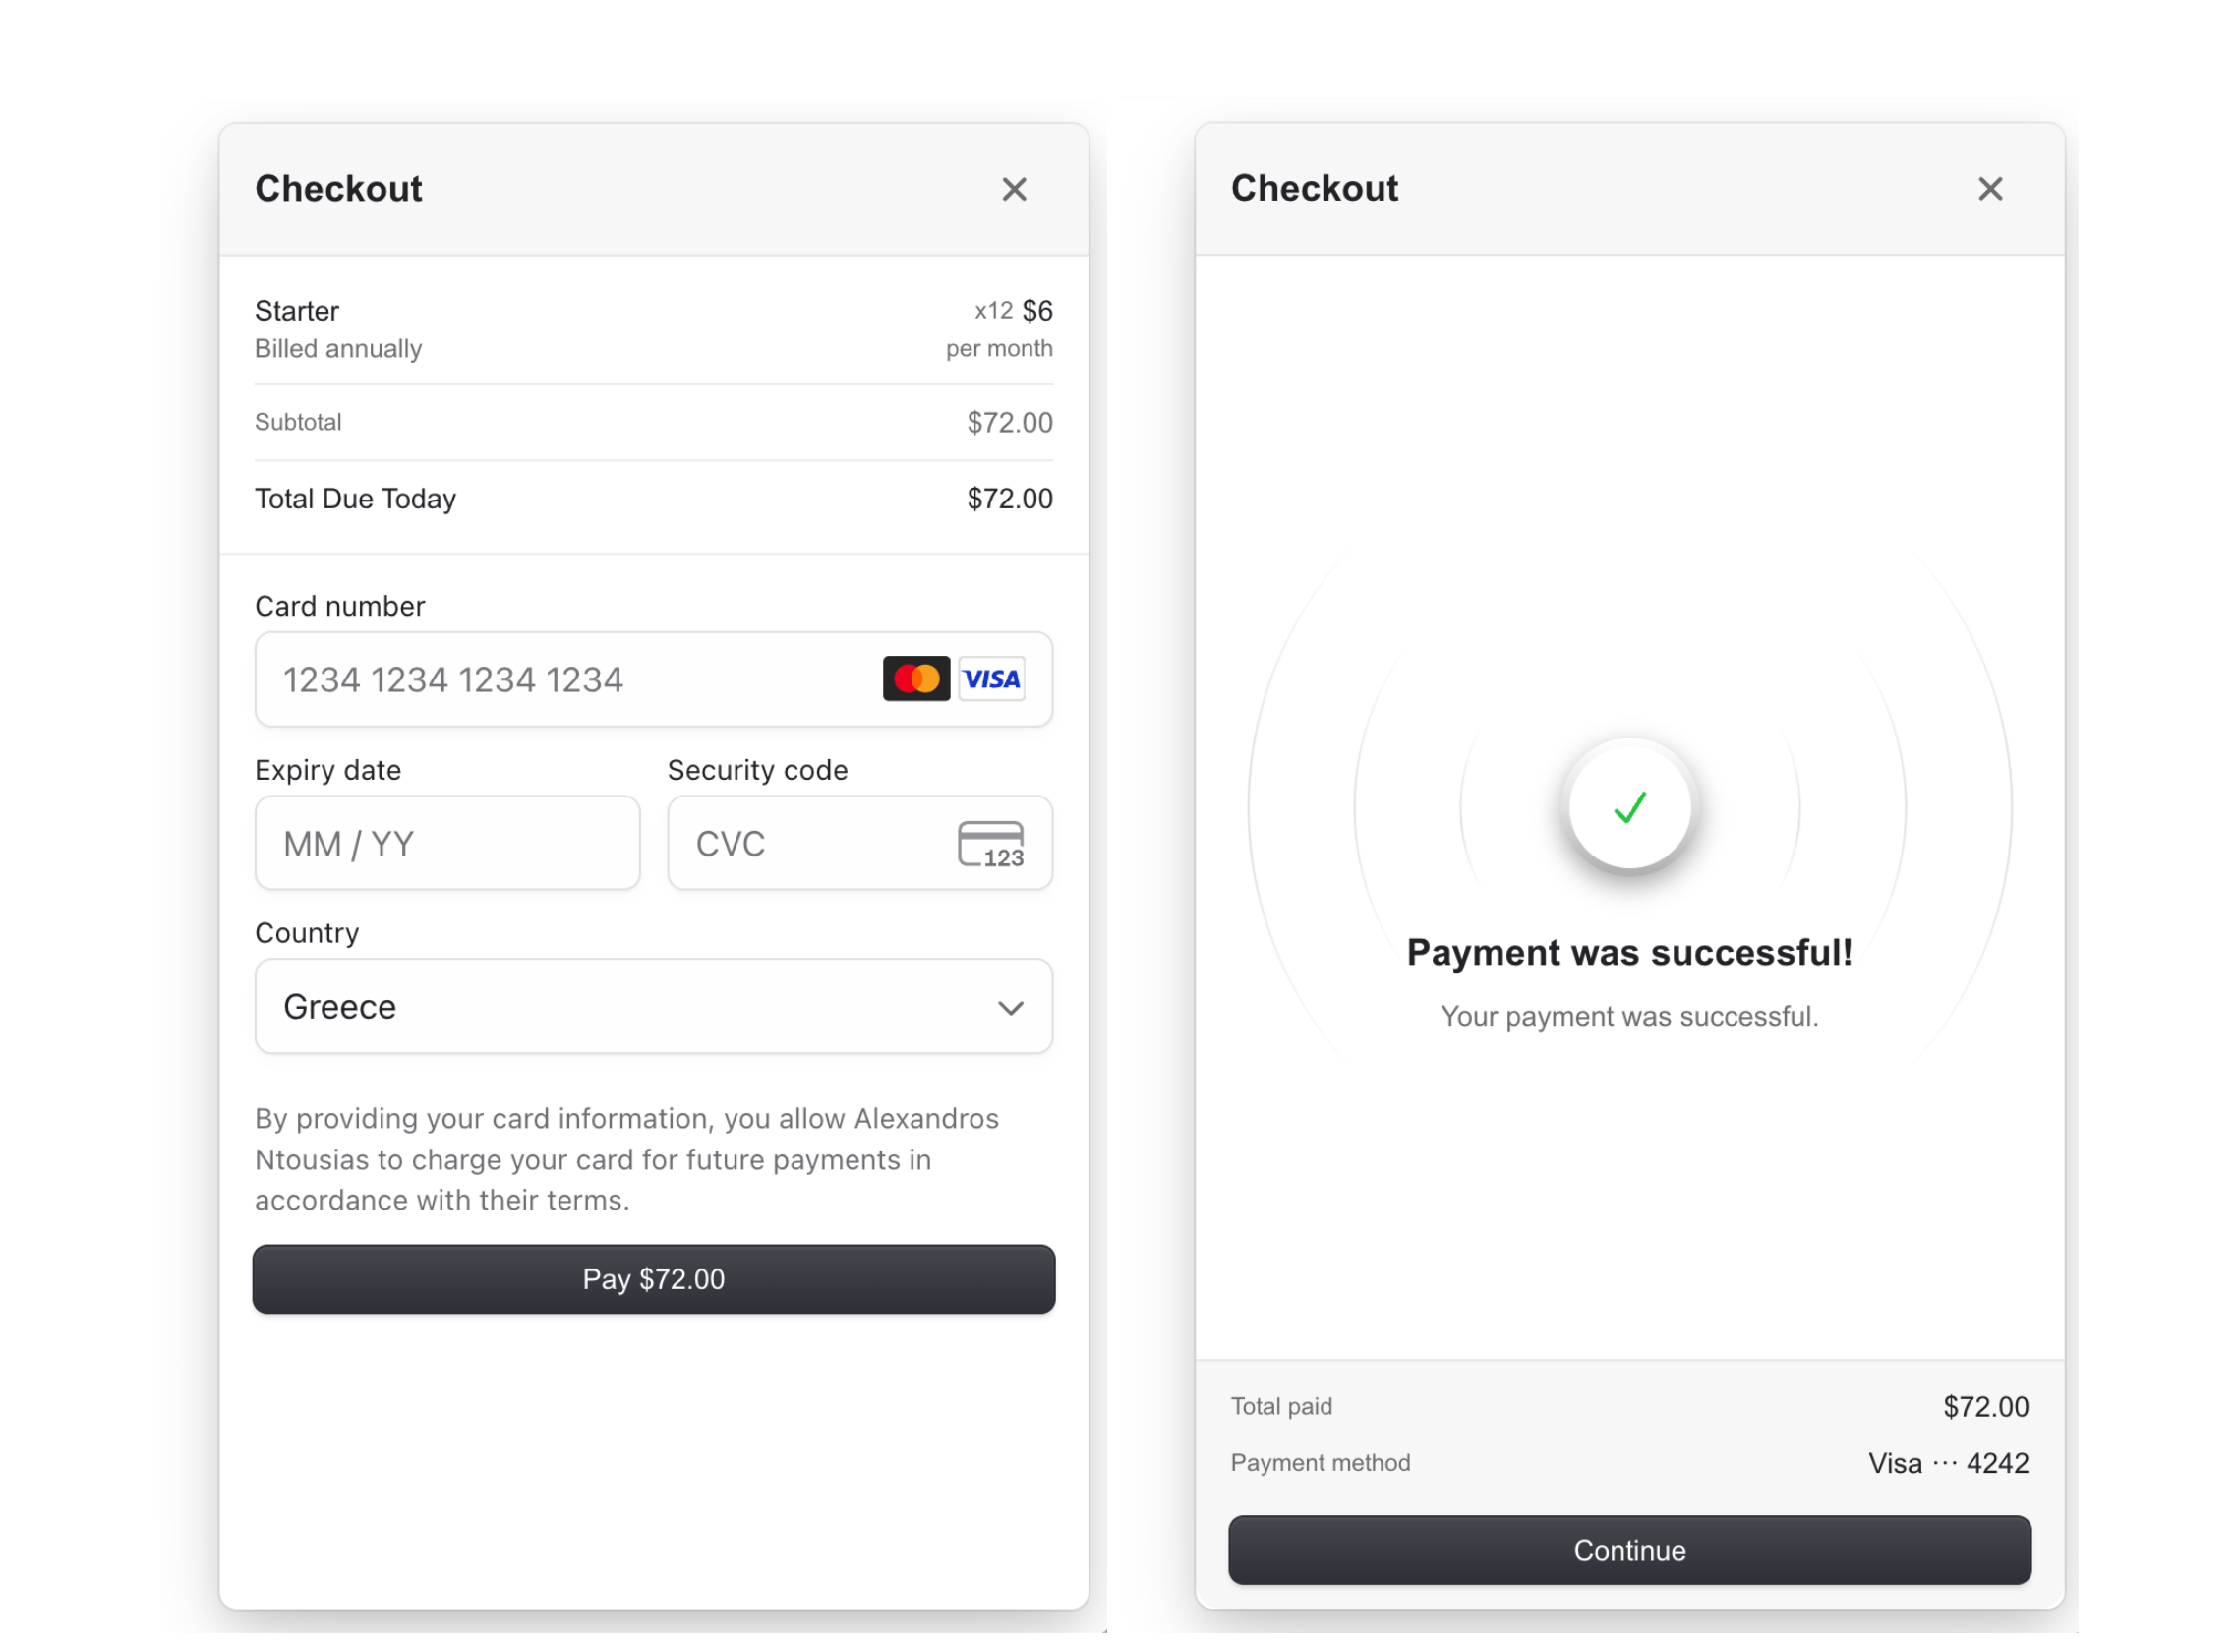 Checkout
Starter
x12 $6
Billed annually
per month
Subtotal
$72.00
Total Due Today
$72.00
Card number
1234 1234 1234 1234
VISA
Expiry date
MM / YY
Security code
CVC
123
Country
Greece
By providing your card information, you allow Alexandros
Ntousias to charge your card for future payments in
accordance with their terms.
Pay $72.00
Checkout
Payment was successful!
Your payment was successful.
Total paid
$72.00
Payment method
Visa ··· 4242
Continue